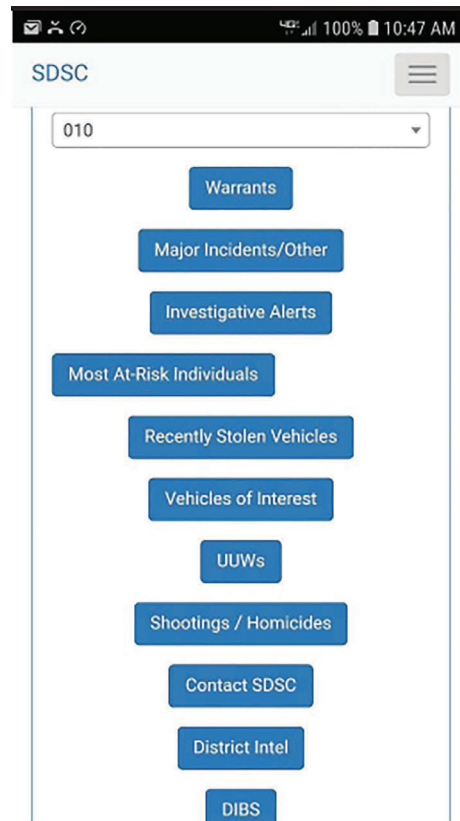 4GE 100% 10:47 AM
SDSC
010
Warrants
Major Incidents/Other
Investigative Alerts
Most At-Risk Individuals
Recently Stolen Vehicles
Vehicles of Interest
UUWs
Shootings / Homicides
Contact SDSC
District Intel
DIBS